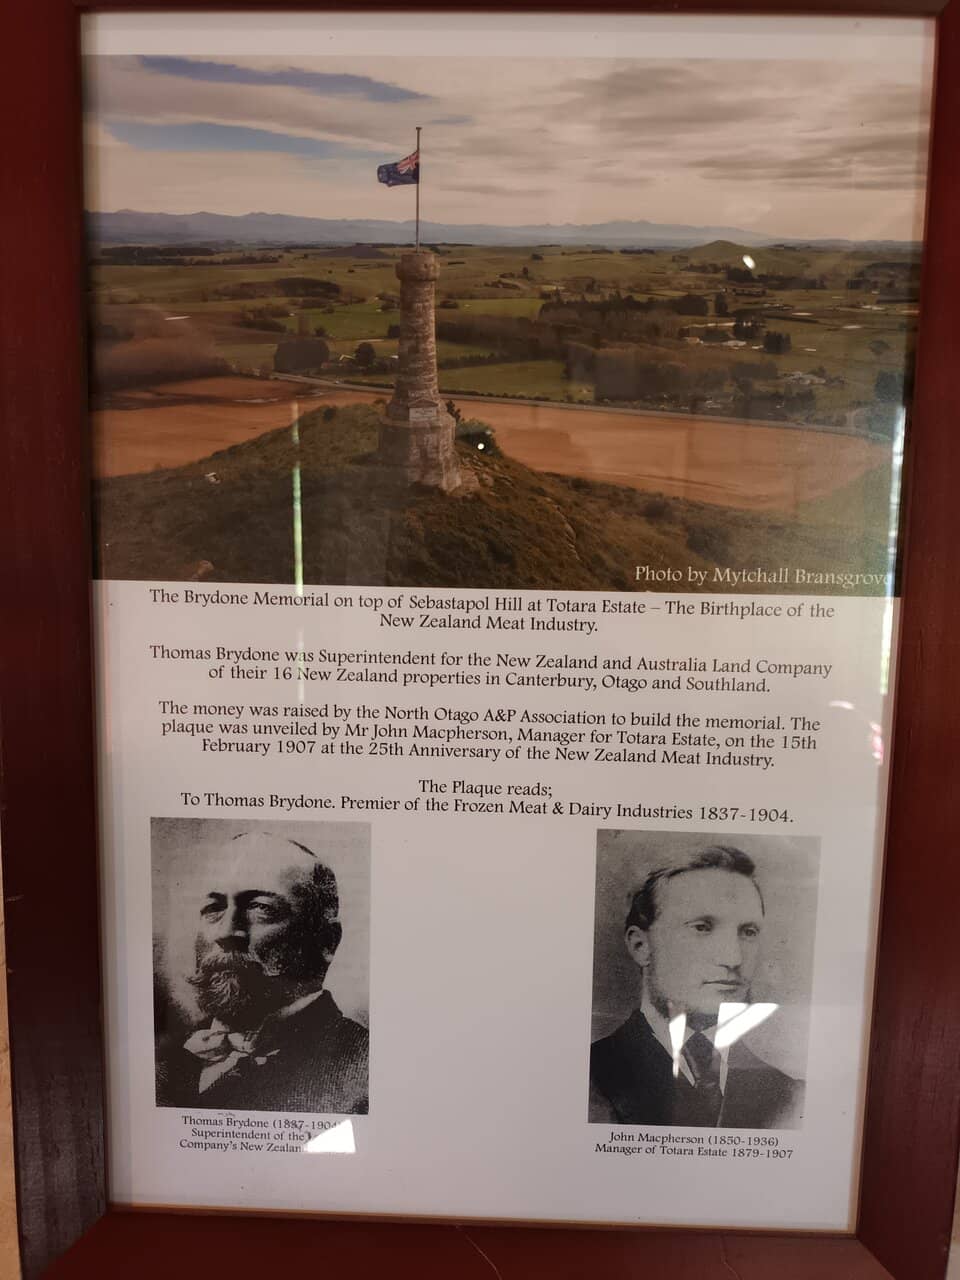 Photo by Mytchall Bransgrove
The Brydone Memorial on top of Sebastapol Hill at Totara Estate – The Birthplace of the
New Zealand Meat Industry.
Thomas Brydone was Superintendent for the New Zealand and Australia Land Company
of their 16 New Zealand properties in Canterbury, Otago and Southland.
The money was raised by the North Otago A&P Association to build the memorial. The
plaque was unveiled by Mr John Macpherson, Manager for Totara Estate, on the 15th
February 1907 at the 25th Anniversary of the New Zealand Meat Industry.
The Plaque reads;
To Thomas Brydone. Premier of the Frozen Meat & Dairy Industries 1837-1904.
Thomas Brydone (1837-1904
Superintendent of the
Company's New Zealan
John Macpherson (1850-1936)
Manager of Totara Estate 1879-1907